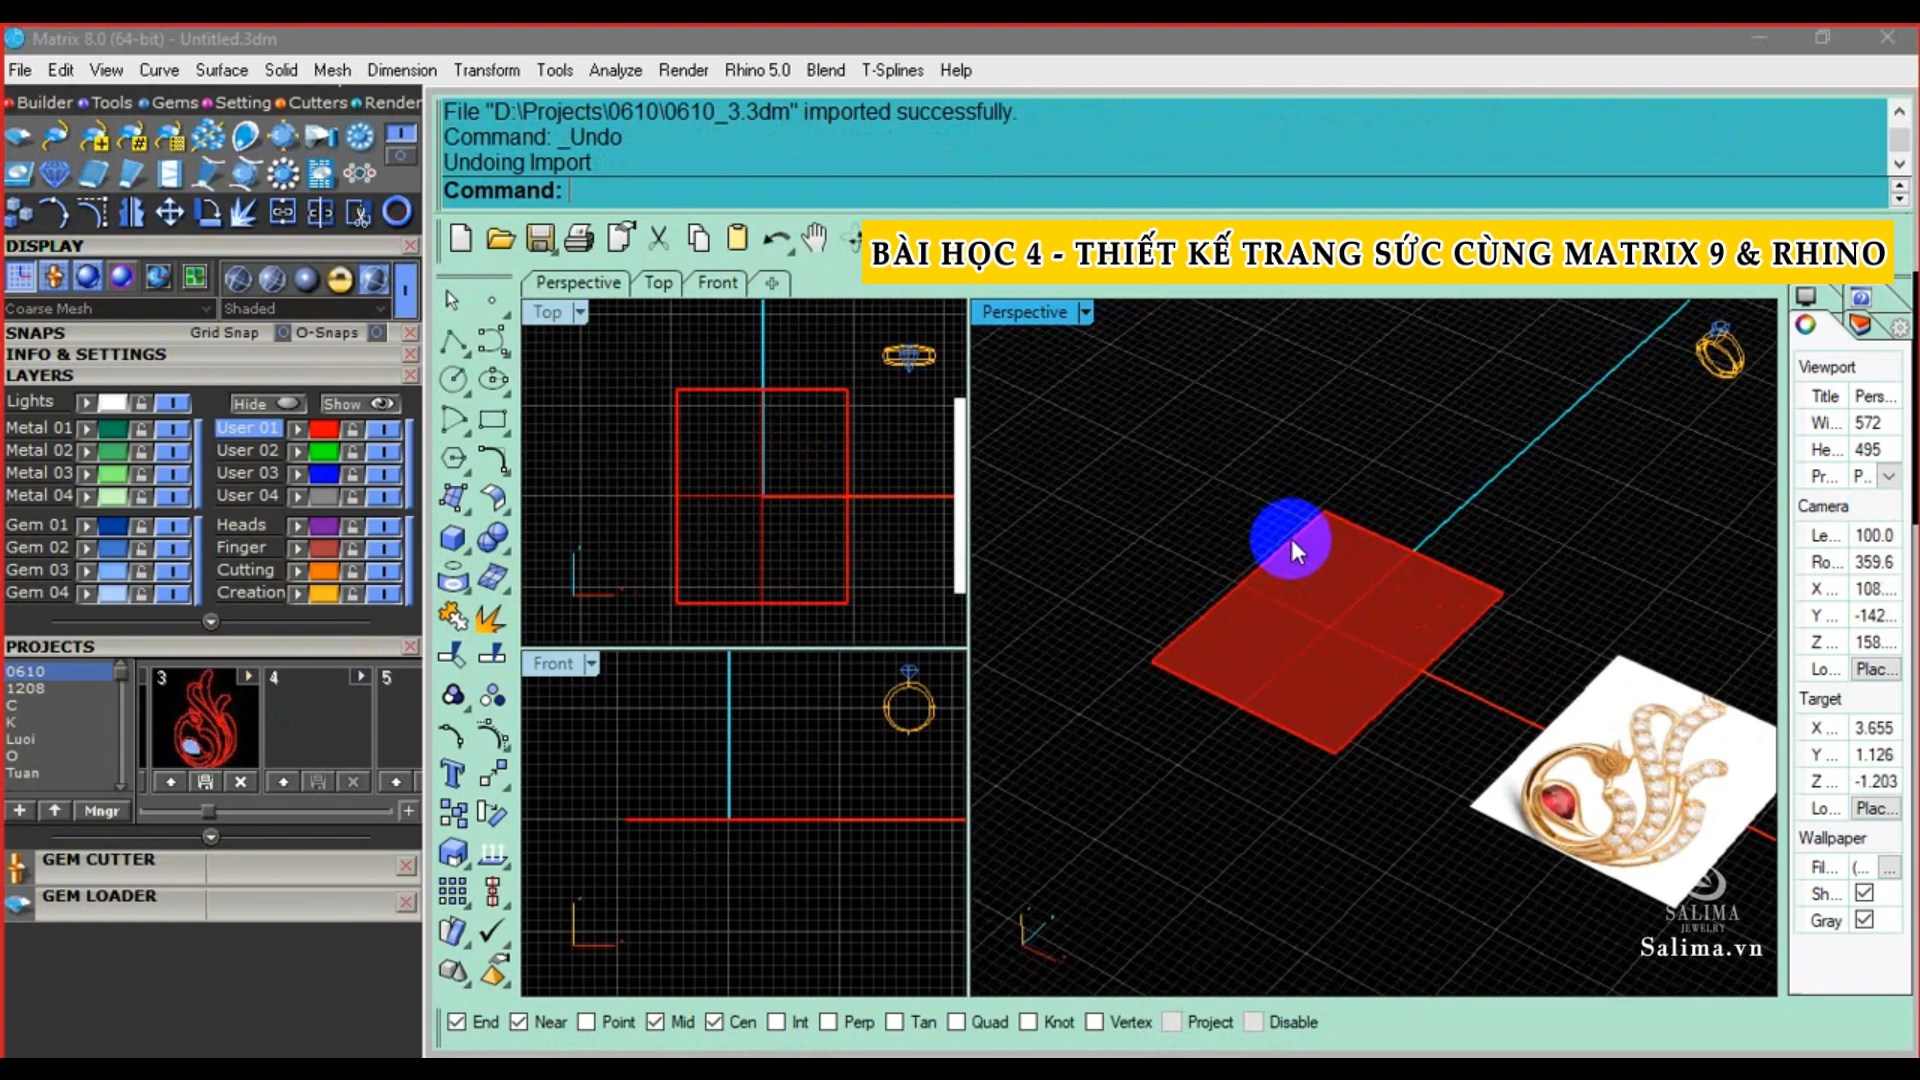 Matrix 8.0 (64-bit) - Untitled.3dm
File Edit View Curve Surface Solid Mesh Dimension Transform Tools Analyze Render Rhino 5.0 Blend T-Splines Help
Builder Tools Gems Setting Cutters Render
File "D:\Projects\0610\0610_3.3dm" imported successfully.
Command: _Undo
Undoing Import
Command:
BÀI HỌC 4 - THIẾT KẾ TRANG SỨC CÙNG MATRIX 9 & RHINO
DISPLAY
Coarse Mesh Shaded
SNAPS Grid Snap O-Snaps
INFO & SETTINGS
LAYERS
Lights Hide Show
Metal 01 User 01
Metal 02 User 02
Metal 03 User 03
Metal 04 User 04
Gem 01 Heads
Gem 02 Finger
Gem 03 Cutting
Gem 04 Creation
PROJECTS
0610
1208
C
K
Luoi
O
Tuan
3 4 5
Mngr
GEM CUTTER
GEM LOADER
Perspective Top Front
Top
Perspective
Front
SALIMA
JEWELRY
Salima.vn
Viewport
Title Pers...
Wi... 572
He... 495
Pr... P..
Camera
Le... 100.0
Ro... 359.6
X ... 108....
Y ... -142...
Z ... 158....
Lo... Plac...
Target
X ... 3.655
Y ... 1.126
Z ... -1.203
Lo... Plac...
Wallpaper
Fil... (... ...
Sh...
Gray
End Near Point Mid Cen Int Perp Tan Quad Knot Vertex Project Disable